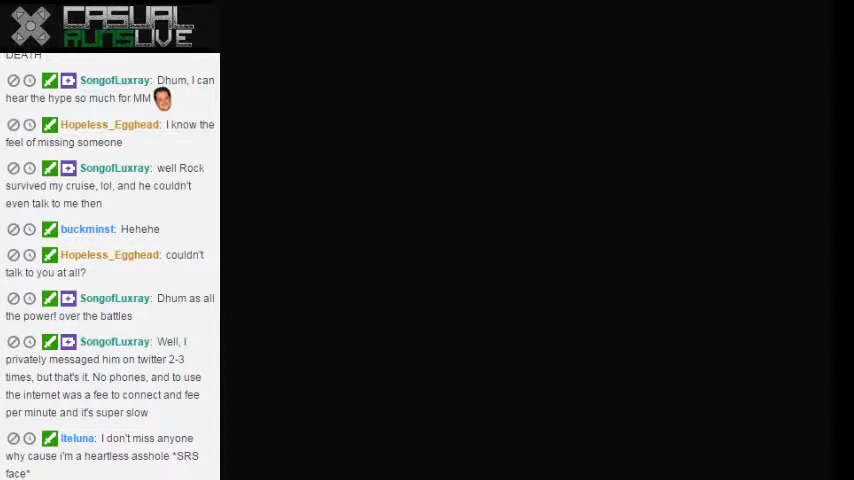 CASUAL
RUNSLIVE
DEATH
SongofLuxray: Dhum, I can
hear the hype so much for MM
Hopeless_Egghead: I know the
feel of missing someone
SongofLuxray: well Rock
survived my cruise, lol, and he couldn't
even talk to me then
buckminst: Hehehe
Hopeless_Egghead: couldn't
talk to you at all?
SongofLuxray: Dhum as all
the power! over the battles
SongofLuxray: Well, I
privately messaged him on twitter 2-3
times, but that's it. No phones, and to use
the internet was a fee to connect and fee
per minute and it's super slow
Iteluna: I don't miss anyone
why cause i'm a heartless asshole *SRS
face*